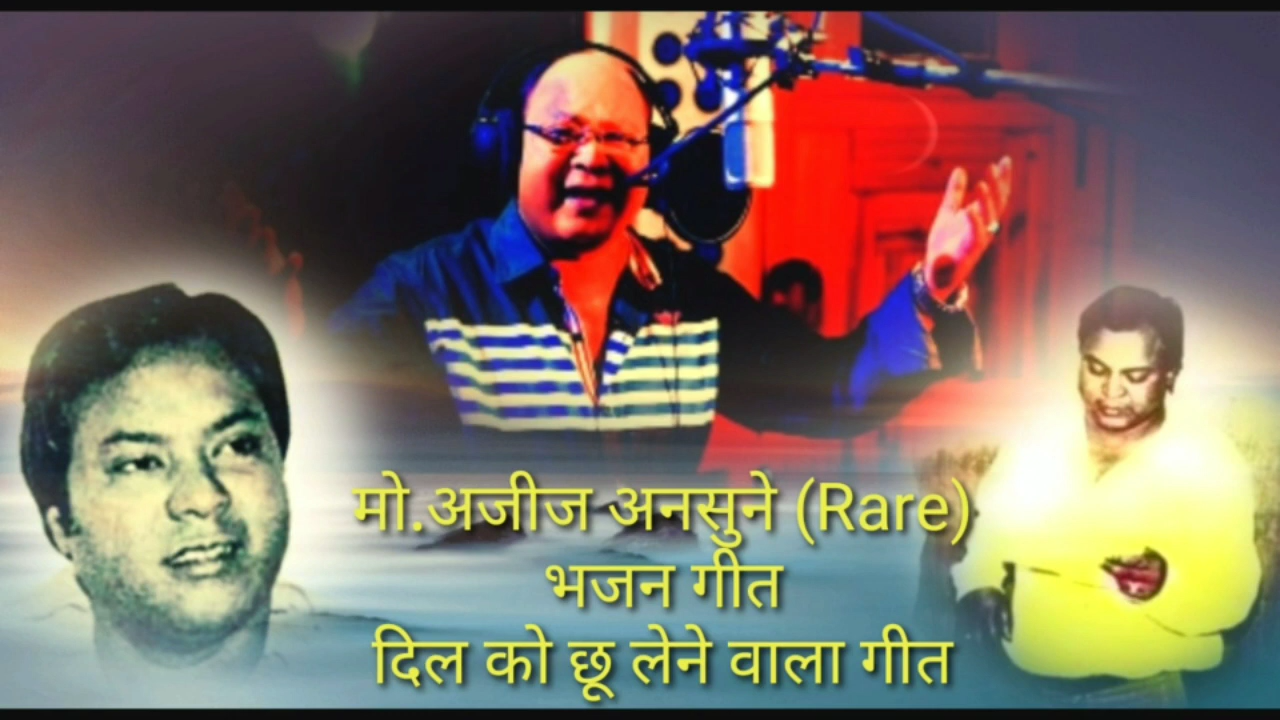 मो.अजीज अनसुने (Rare)
भजन गीत
दिल को छू लेने वाला गीत